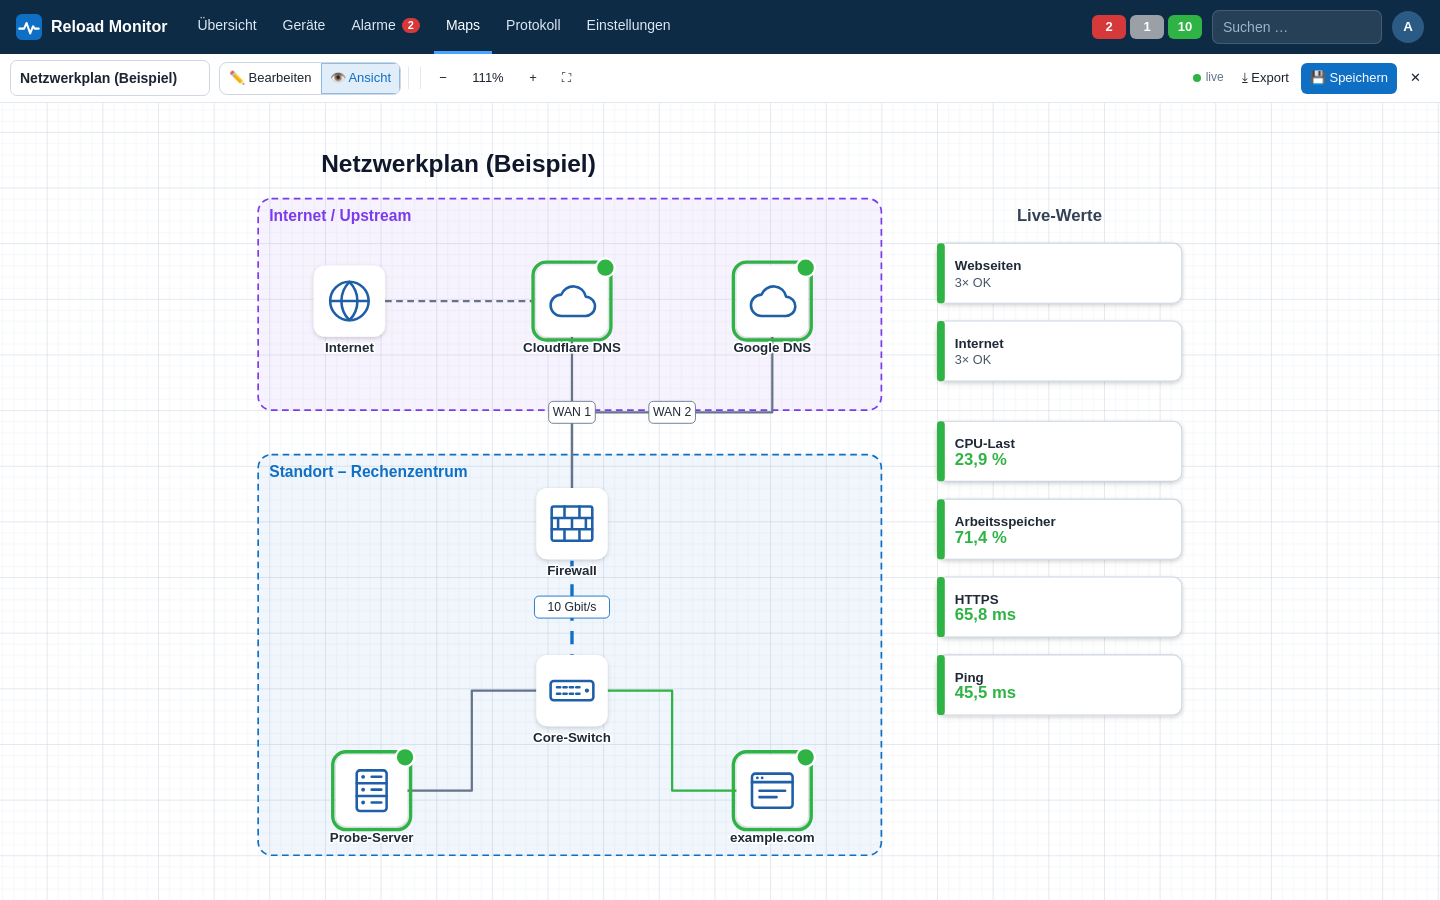 Reload Monitor
Übersicht
Geräte
Alarme 2
Maps
Protokoll
Einstellungen
2
1
10
Suchen …
A
Netzwerkplan (Beispiel)
Bearbeiten
Ansicht
−
111%
+
live
Export
Speichern
✕
Netzwerkplan (Beispiel)
Internet / Upstream
Internet
Cloudflare DNS
Google DNS
WAN 1
WAN 2
Standort – Rechenzentrum
Firewall
10 Gbit/s
Core-Switch
Probe-Server
example.com
Live-Werte
Webseiten
3× OK
Internet
3× OK
CPU-Last
23,9 %
Arbeitsspeicher
71,4 %
HTTPS
65,8 ms
Ping
45,5 ms